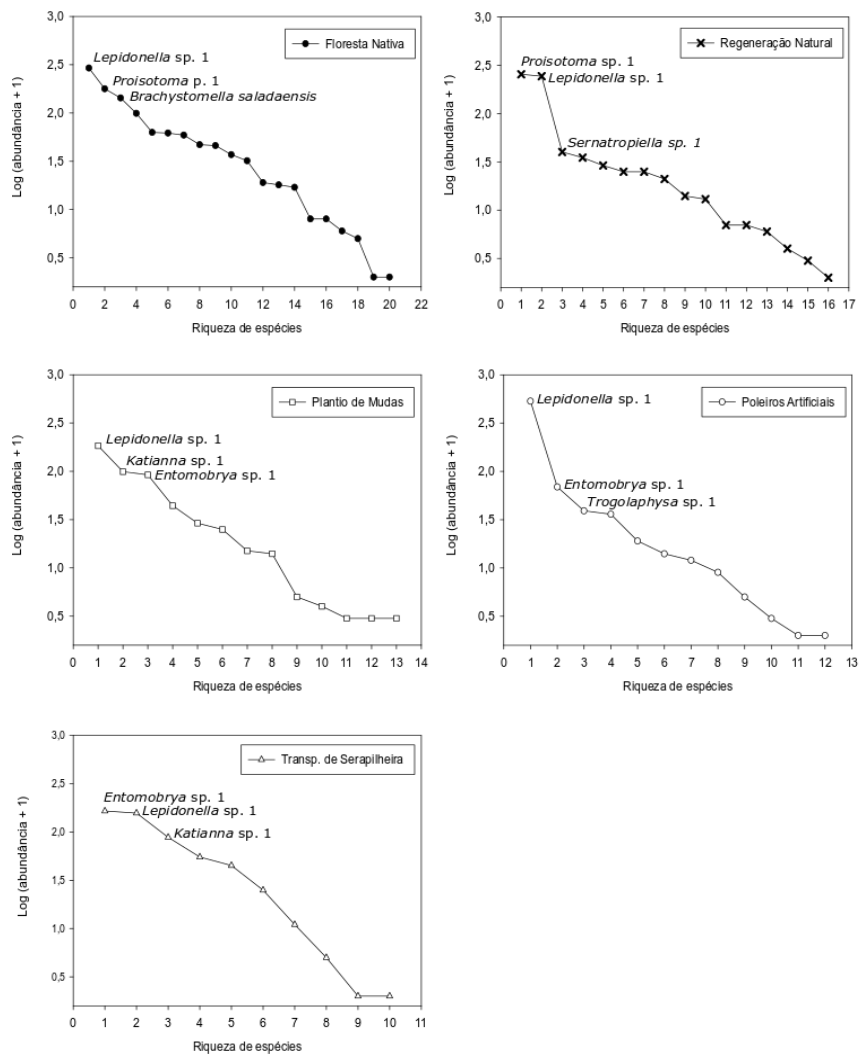 3,0
2,5
2,0
1,5
1,0
0,5
Log (abundância + 1)
Floresta Nativa
Lepidonella sp. 1
Proisotoma p. 1
Brachystomella saladaensis
0 2 4 6 8 10 12 14 16 18 20 22
Riqueza de espécies
3,0
2,5
2,0
1,5
1,0
0,5
Log (abundância + 1)
Regeneração Natural
Proisotoma sp. 1
Lepidonella sp. 1
Sernatropiella sp. 1
0 1 2 3 4 5 6 7 8 9 10 11 12 13 14 15 16 17
Riqueza de espécies
3,0
2,5
2,0
1,5
1,0
0,5
Log (abundância + 1)
Plantio de Mudas
Lepidonella sp. 1
Katianna sp. 1
Entomobrya sp. 1
0 1 2 3 4 5 6 7 8 9 10 11 12 13 14
Riqueza de espécies
3,0
2,5
2,0
1,5
1,0
0,5
Log (abundância + 1)
Poleiros Artificiais
Lepidonella sp. 1
Entomobrya sp. 1
Trogolaphysa sp. 1
0 1 2 3 4 5 6 7 8 9 10 11 12 13
Riqueza de espécies
3,0
2,5
2,0
1,5
1,0
0,5
Log (abundância + 1)
Transp. de Serapilheira
Entomobrya sp. 1
Lepidonella sp. 1
Katianna sp. 1
0 1 2 3 4 5 6 7 8 9 10 11
Riqueza de espécies